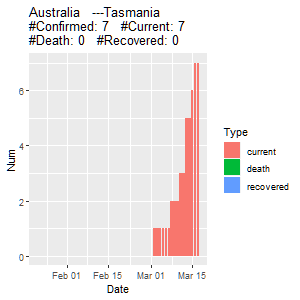 Australia ---Tasmania
#Confirmed: 7 #Current: 7
#Death: 0 #Recovered: 0
Num
6
4
2
0
Feb 01 Feb 15 Mar 01 Mar 15
Date
Type
current
death
recovered